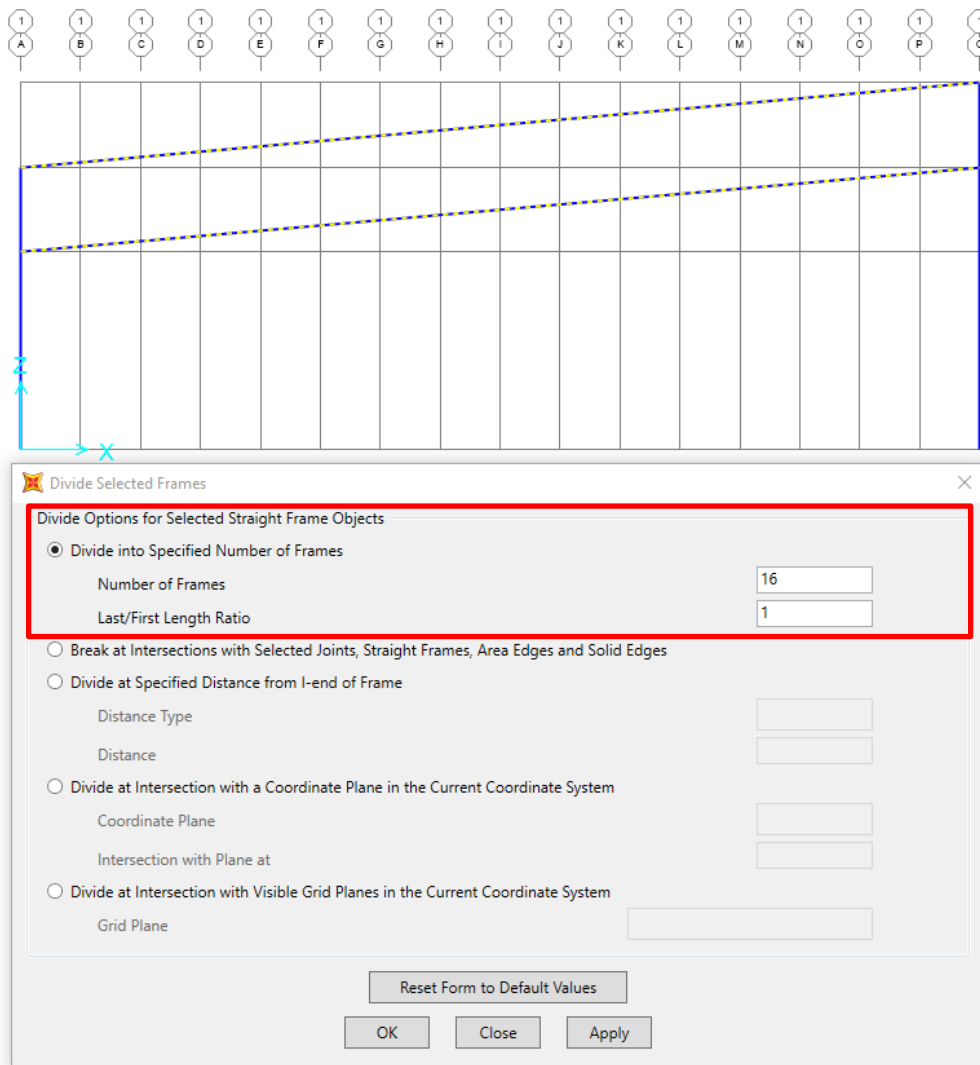 1 1 1 1 1 1 1 1 1 1 1 1 1 1 1 1 1
A B C D E F G H I J K L M N O P
Z
X
Divide Selected Frames
Divide Options for Selected Straight Frame Objects
Divide into Specified Number of Frames
Number of Frames 16
Last/First Length Ratio 1
Break at Intersections with Selected Joints, Straight Frames, Area Edges and Solid Edges
Divide at Specified Distance from I-end of Frame
Distance Type
Distance
Divide at Intersection with a Coordinate Plane in the Current Coordinate System
Coordinate Plane
Intersection with Plane at
Divide at Intersection with Visible Grid Planes in the Current Coordinate System
Grid Plane
Reset Form to Default Values
OK Close Apply